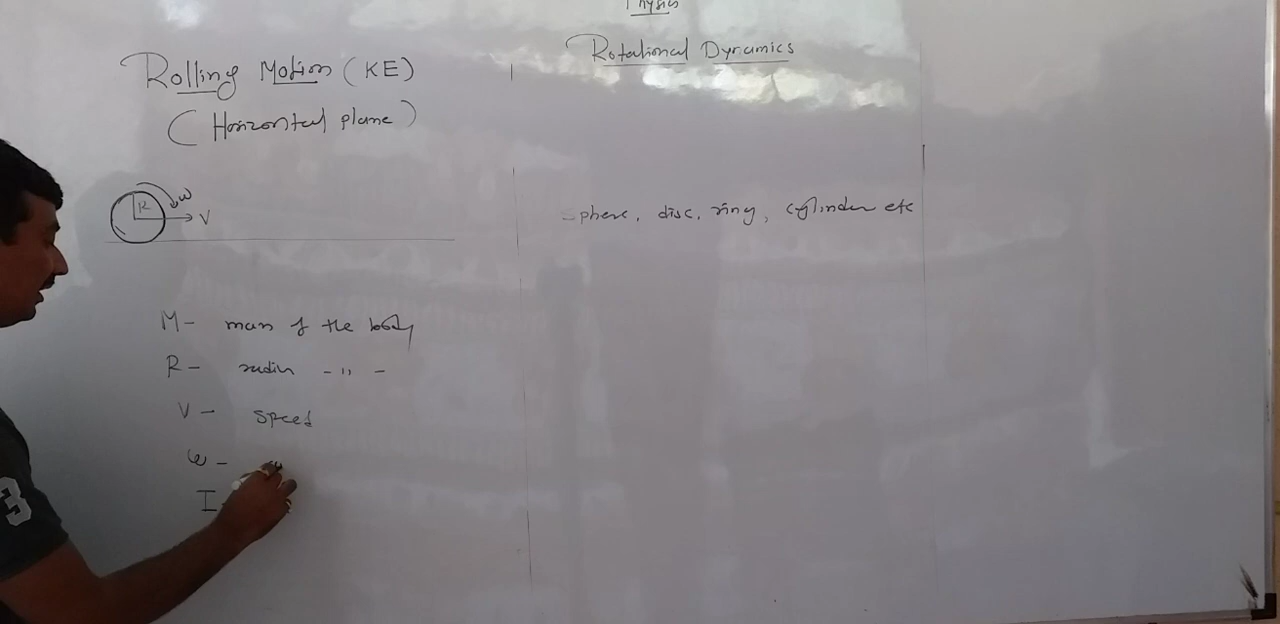 Physics
Rotational Dynamics
Rolling Motion (KE)
(Horizontal plane)
R
ω
V
Sphere, disc, ring, cylinder etc
M- mass of the body
R- radius -"-
V- Speed
ω-
I
3